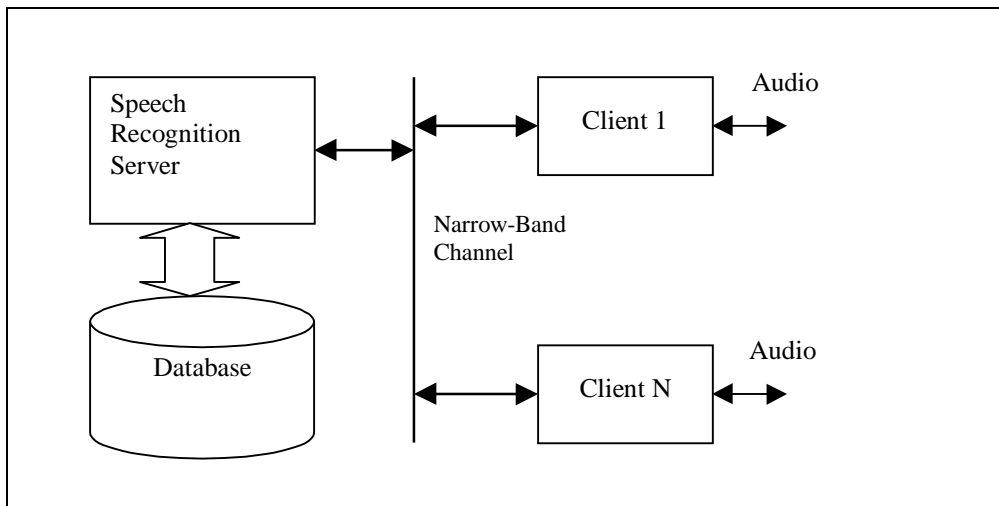 Speech
Recognition
Server
Client 1
Audio
Narrow-Band
Channel
Database
Client N
Audio